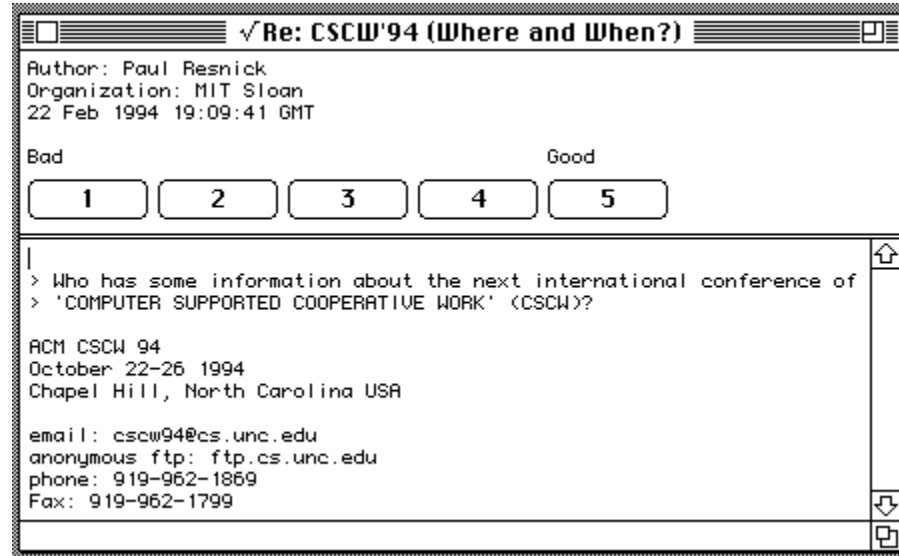 √Re: CSCW'94 (Where and When?)
Author: Paul Resnick
Organization: MIT Sloan
22 Feb 1994 19:09:41 GMT
Bad Good
1 2 3 4 5
> Who has some information about the next international conference of
> 'COMPUTER SUPPORTED COOPERATIVE WORK' (CSCW)?
ACM CSCW 94
October 22-26 1994
Chapel Hill, North Carolina USA
email: cscw94@cs.unc.edu
anonymous ftp: ftp.cs.unc.edu
phone: 919-962-1869
Fax: 919-962-1799